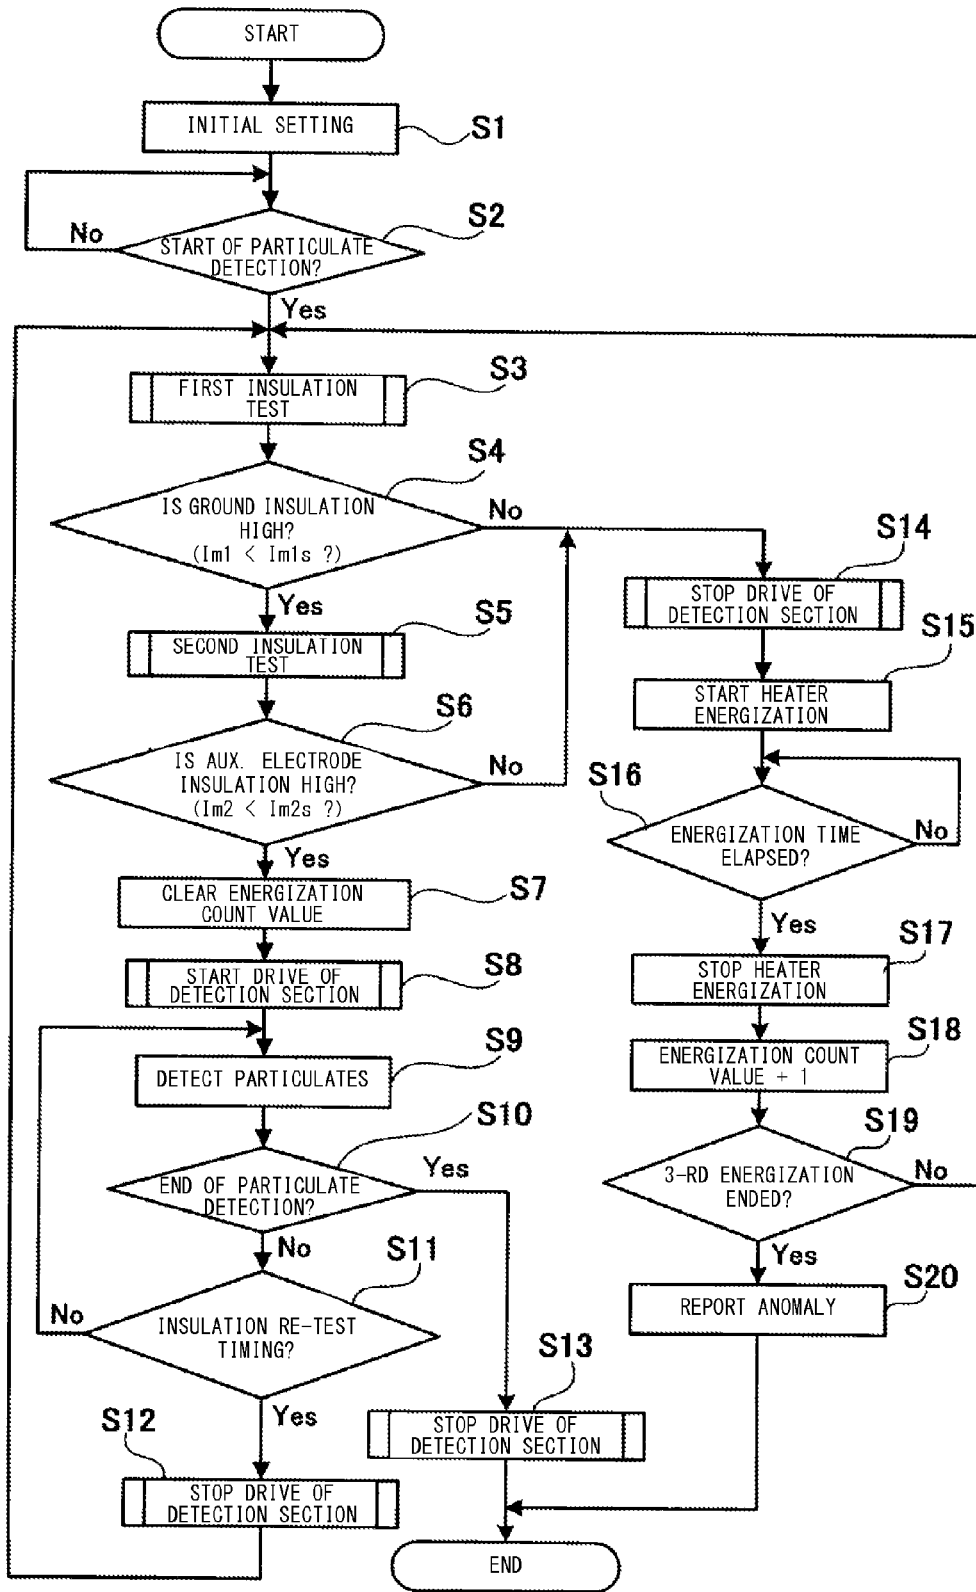 START
INITIAL SETTING
S1
S2
No
START OF PARTICULATE
DETECTION?
Yes
FIRST INSULATION
TEST
S3
S4
IS GROUND INSULATION
HIGH?
(Im1 < Im1s ?)
No
Yes
SECOND INSULATION
TEST
S5
S6
IS AUX. ELECTRODE
INSULATION HIGH?
(Im2 < Im2s ?)
No
Yes
CLEAR ENERGIZATION
COUNT VALUE
S7
START DRIVE OF
DETECTION SECTION
S8
S9
DETECT PARTICULATES
S10
END OF PARTICULATE
DETECTION?
Yes
No
S11
No
INSULATION RE-TEST
TIMING?
Yes
S12
STOP DRIVE OF
DETECTION SECTION
S13
STOP DRIVE OF
DETECTION SECTION
END
S14
STOP DRIVE OF
DETECTION SECTION
S15
START HEATER
ENERGIZATION
S16
ENERGIZATION TIME
ELAPSED?
No
Yes
S17
STOP HEATER
ENERGIZATION
S18
ENERGIZATION COUNT
VALUE + 1
S19
3-RD ENERGIZATION
ENDED?
No
Yes
S20
REPORT ANOMALY